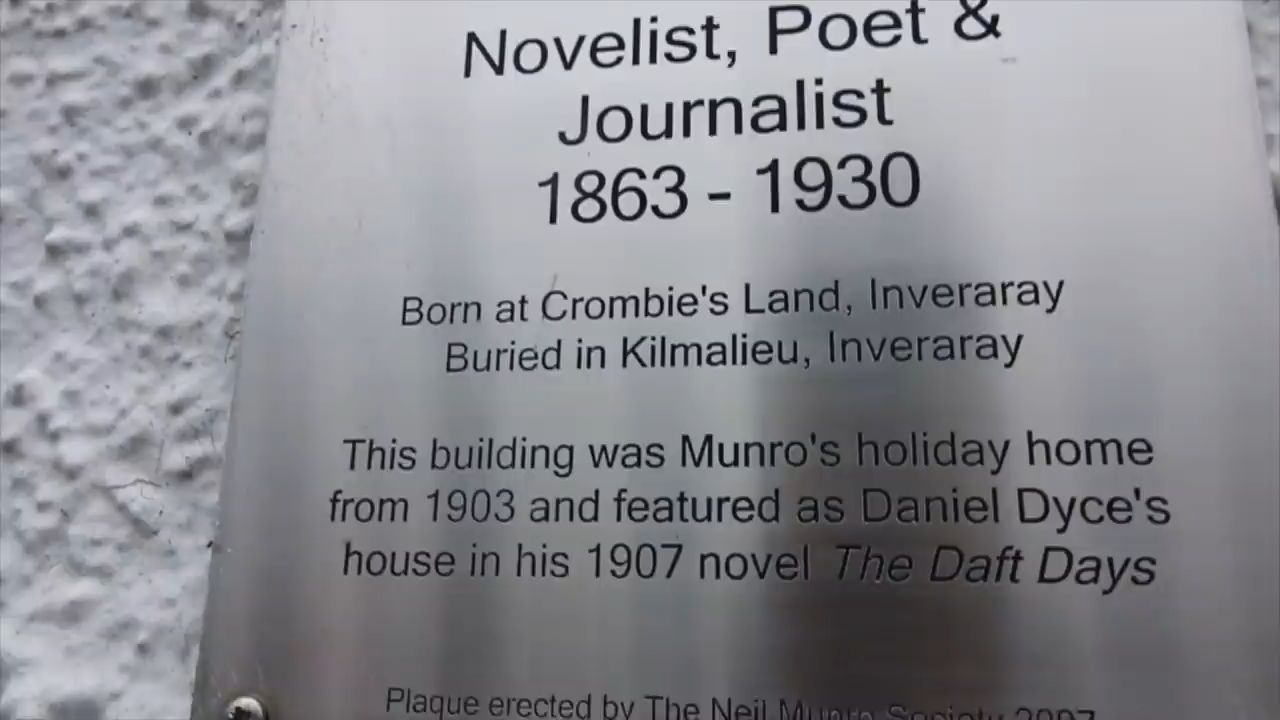 Novelist, Poet &
Journalist
1863 - 1930
Born at Crombie's Land, Inveraray
Buried in Kilmalieu, Inveraray
This building was Munro's holiday home
from 1903 and featured as Daniel Dyce's
house in his 1907 novel The Daft Days
Plaque erected by The Neil Munro Society